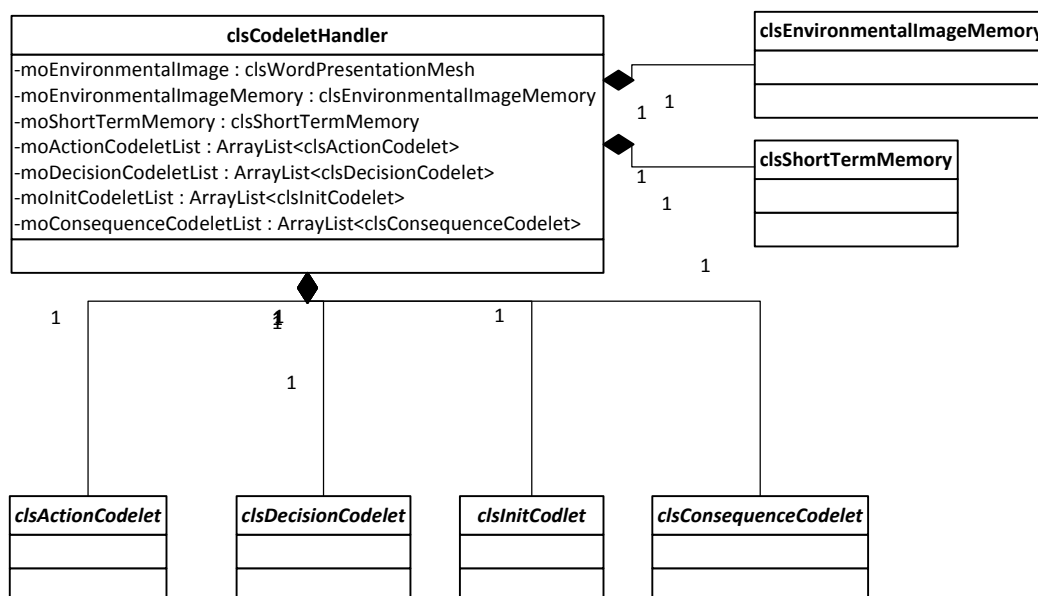 clsCodeletHandler
-moEnvironmentalImage : clsWordPresentationMesh
-moEnvironmentalImageMemory : clsEnvironmentalImageMemory
-moShortTermMemory : clsShortTermMemory
-moActionCodeletList : ArrayList<clsActionCodelet>
-moDecisionCodeletList : ArrayList<clsDecisionCodelet>
-moInitCodeletList : ArrayList<clsInitCodelet>
-moConsequenceCodeletList : ArrayList<clsConsequenceCodelet>
clsEnvironmentalImageMemory
1
1
clsShortTermMemory
1
1
1
1
1
1
1
clsActionCodelet
clsDecisionCodelet
clsInitCodlet
clsConsequenceCodelet